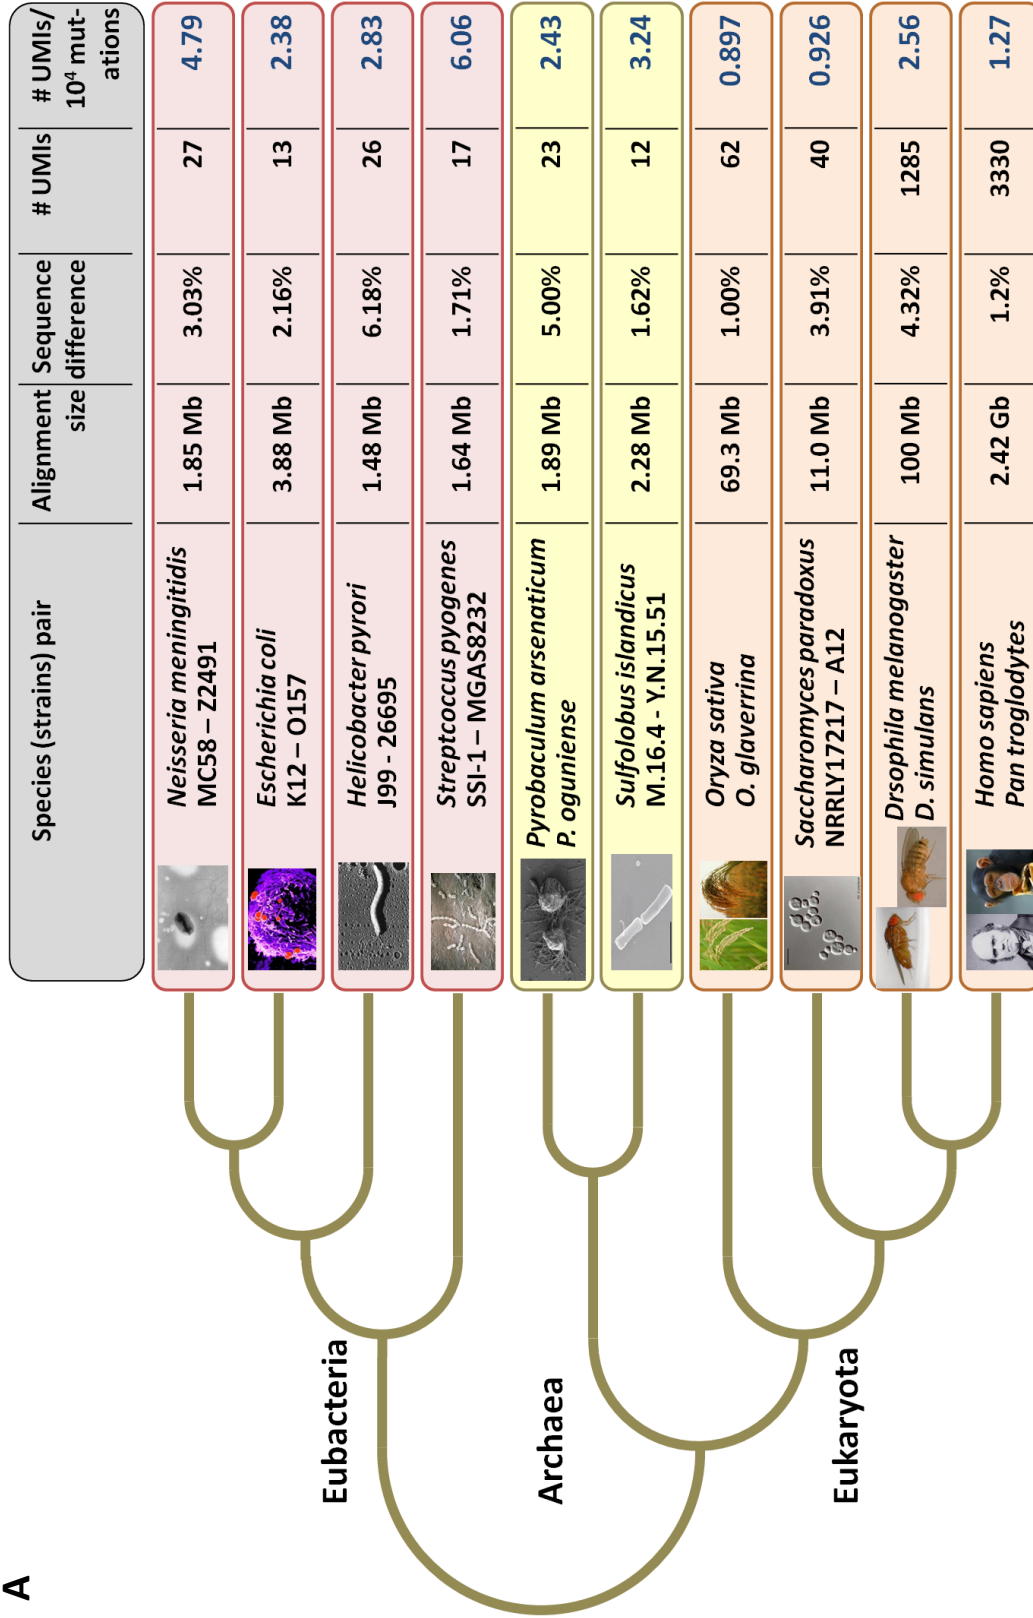 A
Species (strains) pair
Alignment
size
Sequence
difference
# UMIs
# UMIs/
10⁴ mut-
ations
Neisseria meningitidis
MC58 – Z2491
1.85 Mb
3.03%
27
4.79
Escherichia coli
K12 – O157
3.88 Mb
2.16%
13
2.38
Helicobacter pyrori
J99 - 26695
1.48 Mb
6.18%
26
2.83
Streptcoccus pyogenes
SSI-1 – MGAS8232
1.64 Mb
1.71%
17
6.06
Pyrobaculum arsenaticum
P. oguniense
1.89 Mb
5.00%
23
2.43
Sulfolobus islandicus
M.16.4 - Y.N.15.51
2.28 Mb
1.62%
12
3.24
Oryza sativa
O. glaverrina
69.3 Mb
1.00%
62
0.897
Saccharomyces paradoxus
NRRLY17217 – A12
11.0 Mb
3.91%
40
0.926
Drsophila melanogaster
D. simulans
100 Mb
4.32%
1285
2.56
Homo sapiens
Pan troglodytes
2.42 Gb
1.2%
3330
1.27
Eubacteria
Archaea
Eukaryota